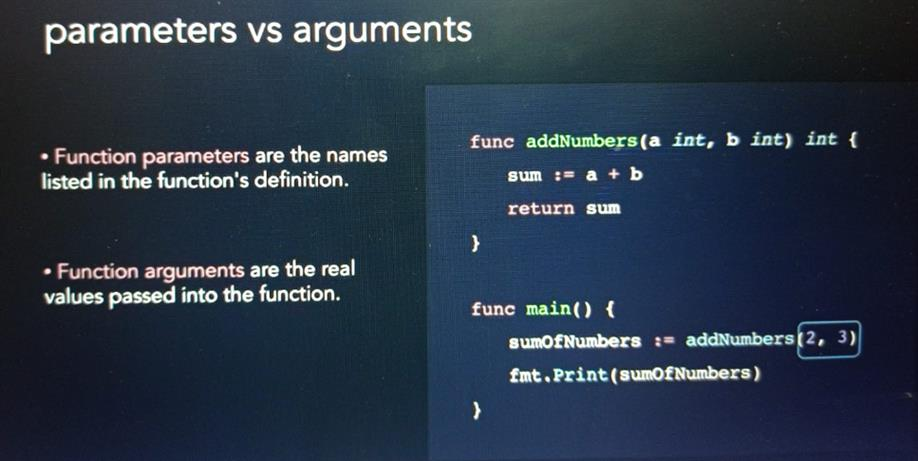 parameters vs arguments
• Function parameters are the names
listed in the function's definition.
• Function arguments are the real
values passed into the function.
func addNumbers(a int, b int) int {
sum := a + b
return sum
}
func main() {
sumOfNumbers := addNumbers(2, 3)
fmt.Print(sumOfNumbers)
}